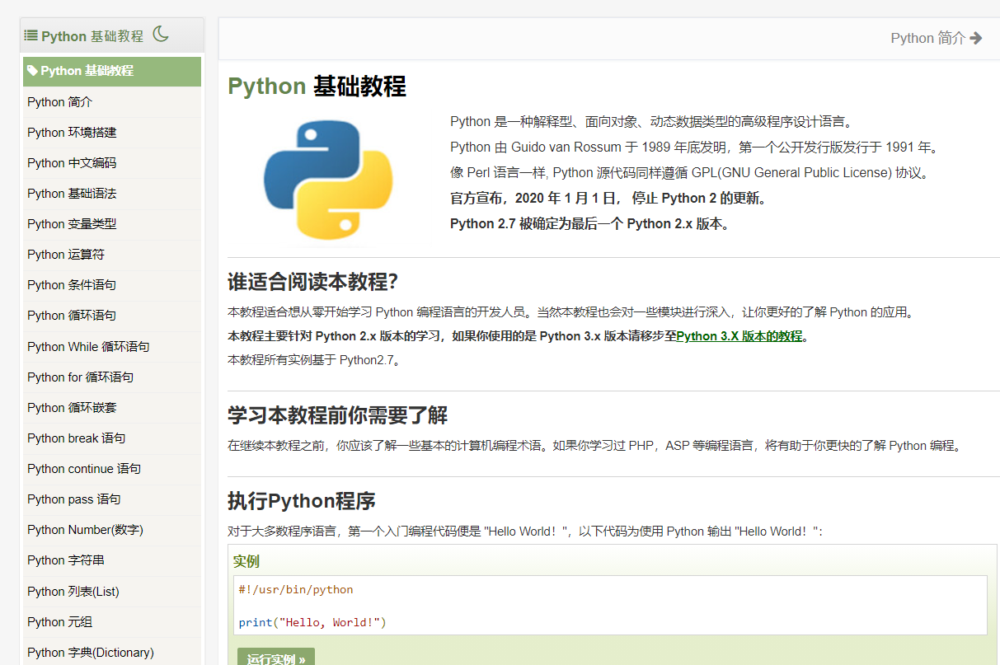 Python 基础教程
Python 基础教程
Python 简介
Python 环境搭建
Python 中文编码
Python 基础语法
Python 变量类型
Python 运算符
Python 条件语句
Python 循环语句
Python While 循环语句
Python for 循环语句
Python 循环嵌套
Python break 语句
Python continue 语句
Python pass 语句
Python Number(数字)
Python 字符串
Python 列表(List)
Python 元组
Python 字典(Dictionary)
Python 简介
Python 基础教程
Python 是一种解释型、面向对象、动态数据类型的高级程序设计语言。
Python 由 Guido van Rossum 于 1989 年底发明，第一个公开发行版发行于 1991 年。
像 Perl 语言一样, Python 源代码同样遵循 GPL(GNU General Public License) 协议。
官方宣布，2020 年 1 月 1 日， 停止 Python 2 的更新。
Python 2.7 被确定为最后一个 Python 2.x 版本。
谁适合阅读本教程?
本教程适合想从零开始学习 Python 编程语言的开发人员。当然本教程也会对一些模块进行深入，让你更好的了解 Python 的应用。
本教程主要针对 Python 2.x 版本的学习，如果你使用的是 Python 3.x 版本请移步至Python 3.X 版本的教程。
本教程所有实例基于 Python2.7。
学习本教程前你需要了解
在继续本教程之前，你应该了解一些基本的计算机编程术语。如果你学习过 PHP，ASP 等编程语言，将有助于你更快的了解 Python 编程。
执行Python程序
对于大多数程序语言，第一个入门编程代码便是 "Hello World！"，以下代码为使用 Python 输出 "Hello World！"：
实例
#!/usr/bin/python
print("Hello, World!")
运行实例 »